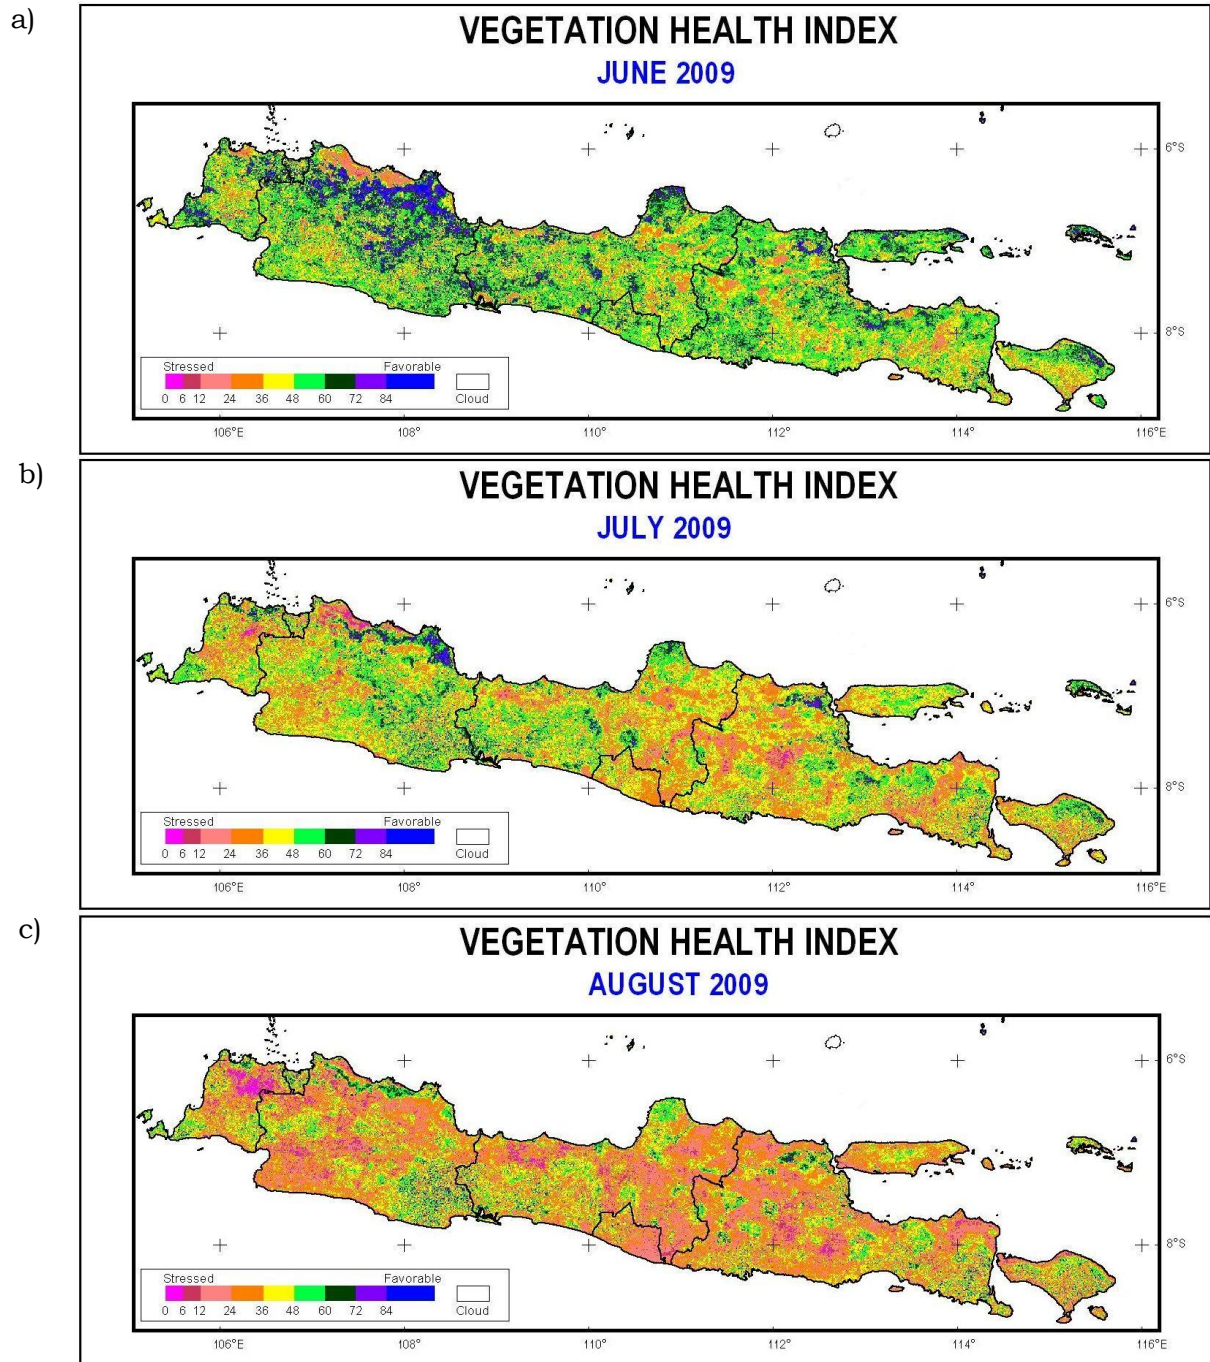 a)
VEGETATION HEALTH INDEX
JUNE 2009
6°S
8°S
Stressed Favorable
0 6 12 24 36 48 60 72 84 Cloud
106°E 108° 110° 112° 114° 116°E
b)
VEGETATION HEALTH INDEX
JULY 2009
6°S
8°S
Stressed Favorable
0 6 12 24 36 48 60 72 84 Cloud
106°E 108° 110° 112° 114° 116°E
c)
VEGETATION HEALTH INDEX
AUGUST 2009
6°S
8°S
Stressed Favorable
0 6 12 24 36 48 60 72 84 Cloud
106°E 108° 110° 112° 114° 116°E